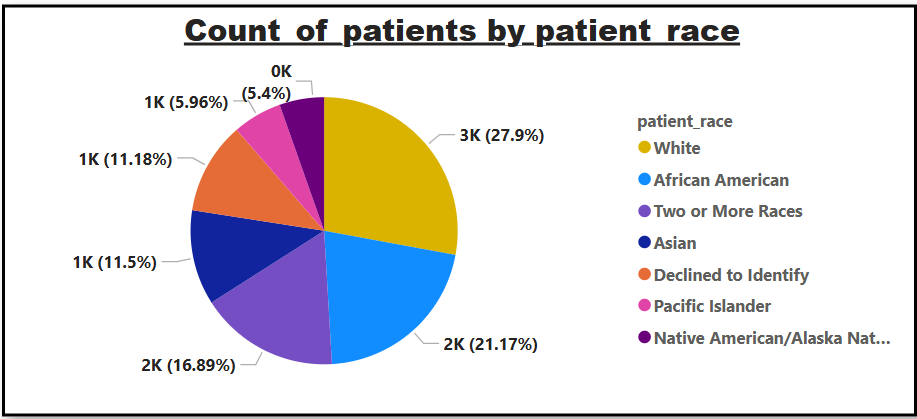 Count of patients by patient_race
0K
(5.4%)
1K (5.96%)
1K (11.18%)
1K (11.5%)
2K (16.89%)
2K (21.17%)
3K (27.9%)
patient_race
White
African American
Two or More Races
Asian
Declined to Identify
Pacific Islander
Native American/Alaska Nat...